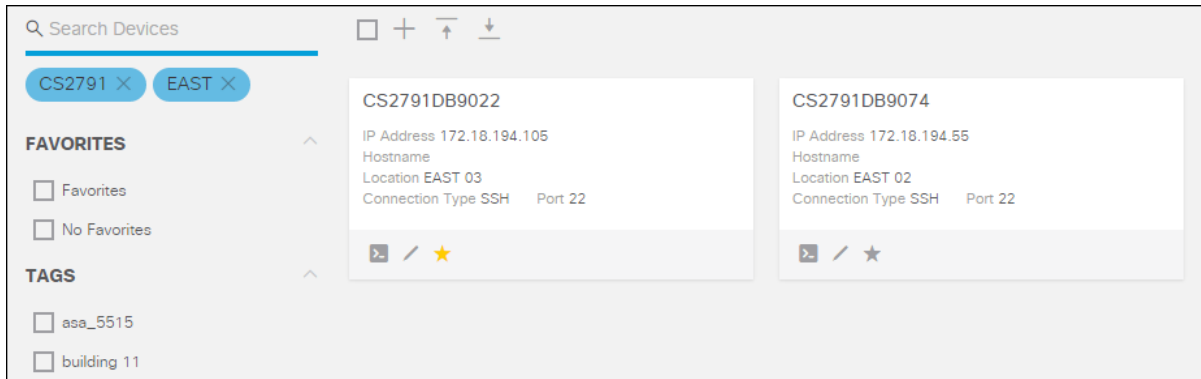 Search Devices
CS2791 EAST
FAVORITES
Favorites
No Favorites
TAGS
asa_5515
building 11
CS2791DB9022
IP Address 172.18.194.105
Hostname
Location EAST 03
Connection Type SSH Port 22
CS2791DB9074
IP Address 172.18.194.55
Hostname
Location EAST 02
Connection Type SSH Port 22